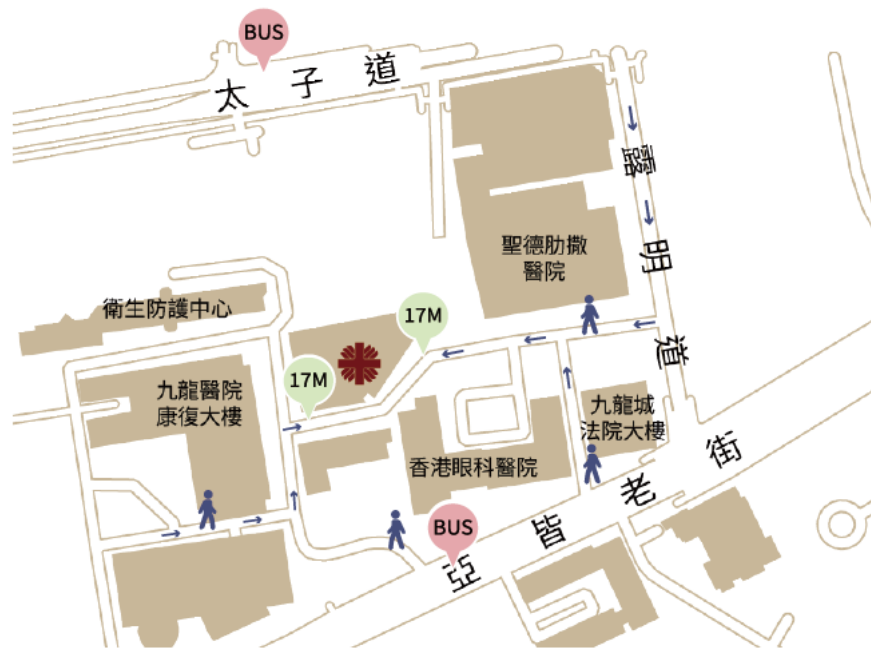 BUS
太子道
露明道
聖德肋撒
醫院
衛生防護中心
17M
17M
九龍醫院
康復大樓
九龍城
法院大樓
香港眼科醫院
BUS
亞皆老街